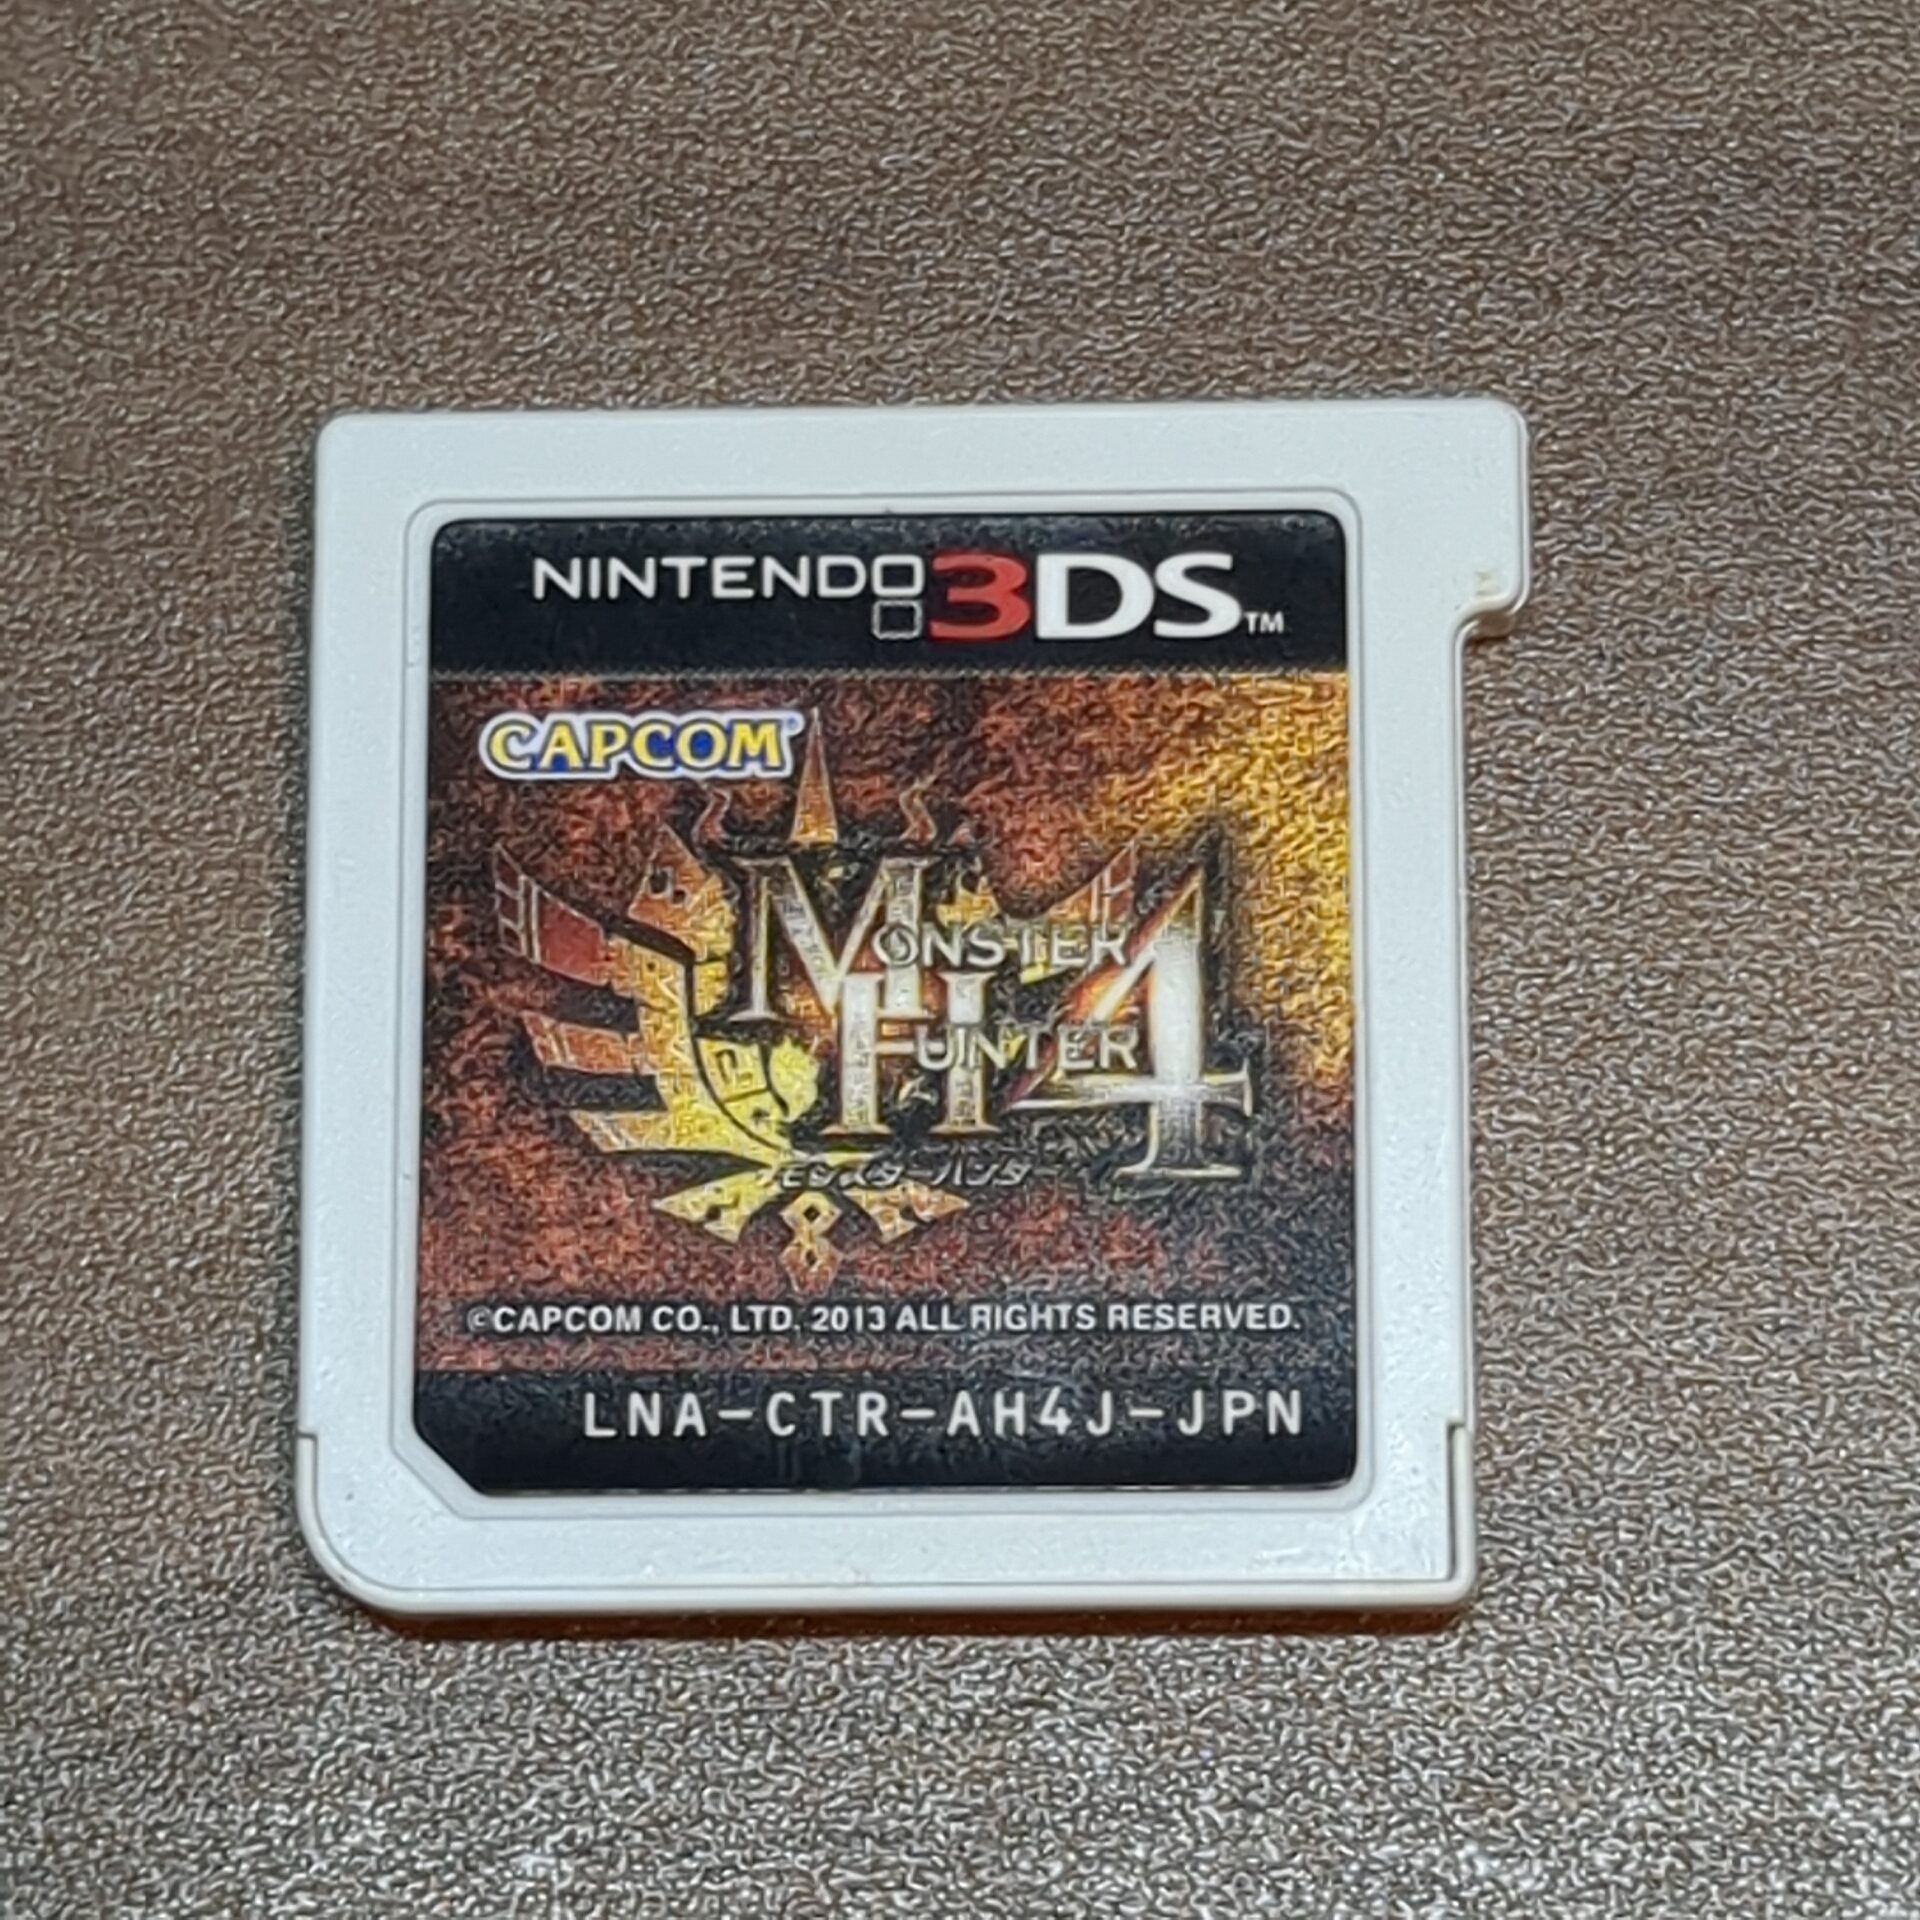 NINTENDO 3DS™
CAPCOM®
MONSTER
HUNTER 4
モンスターハンター
©CAPCOM CO., LTD. 2013 ALL RIGHTS RESERVED.
LNA-CTR-AH4J-JPN